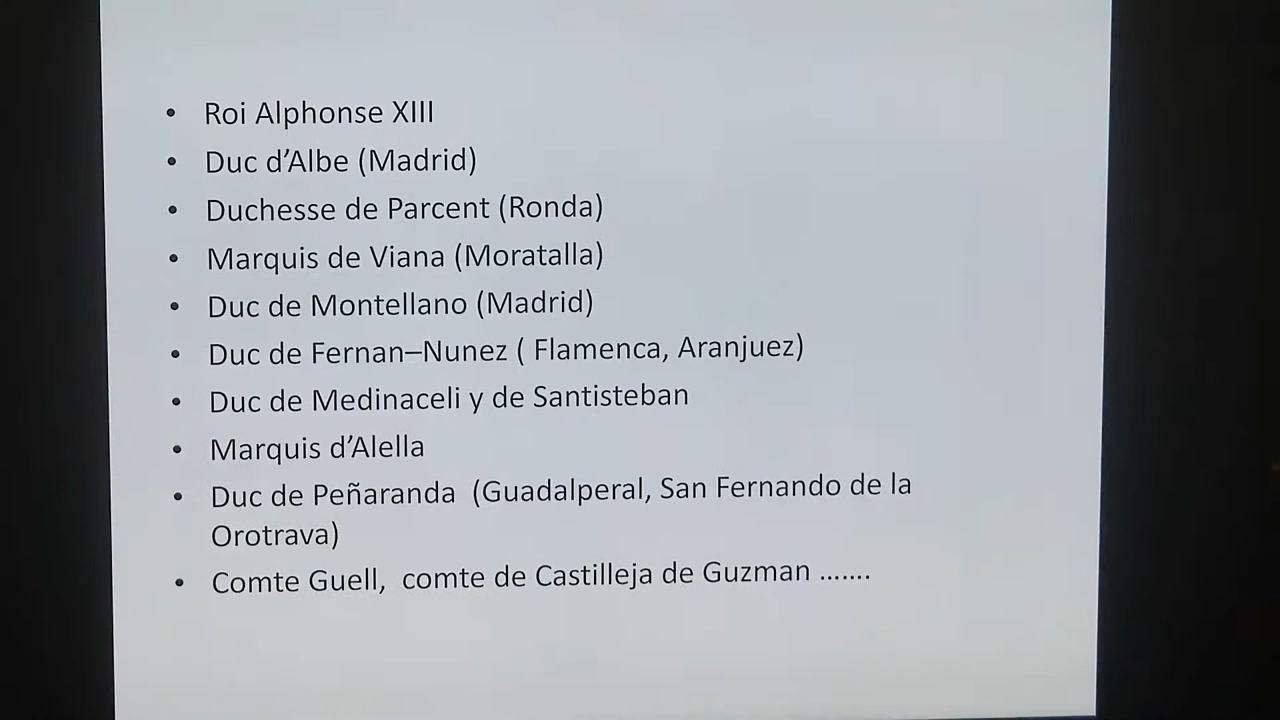 • Roi Alphonse XIII
• Duc d’Albe (Madrid)
• Duchesse de Parcent (Ronda)
• Marquis de Viana (Moratalla)
• Duc de Montellano (Madrid)
• Duc de Fernan–Nunez ( Flamenca, Aranjuez)
• Duc de Medinaceli y de Santisteban
• Marquis d’Alella
• Duc de Peñaranda (Guadalperal, San Fernando de la
Orotrava)
• Comte Guell, comte de Castilleja de Guzman .......